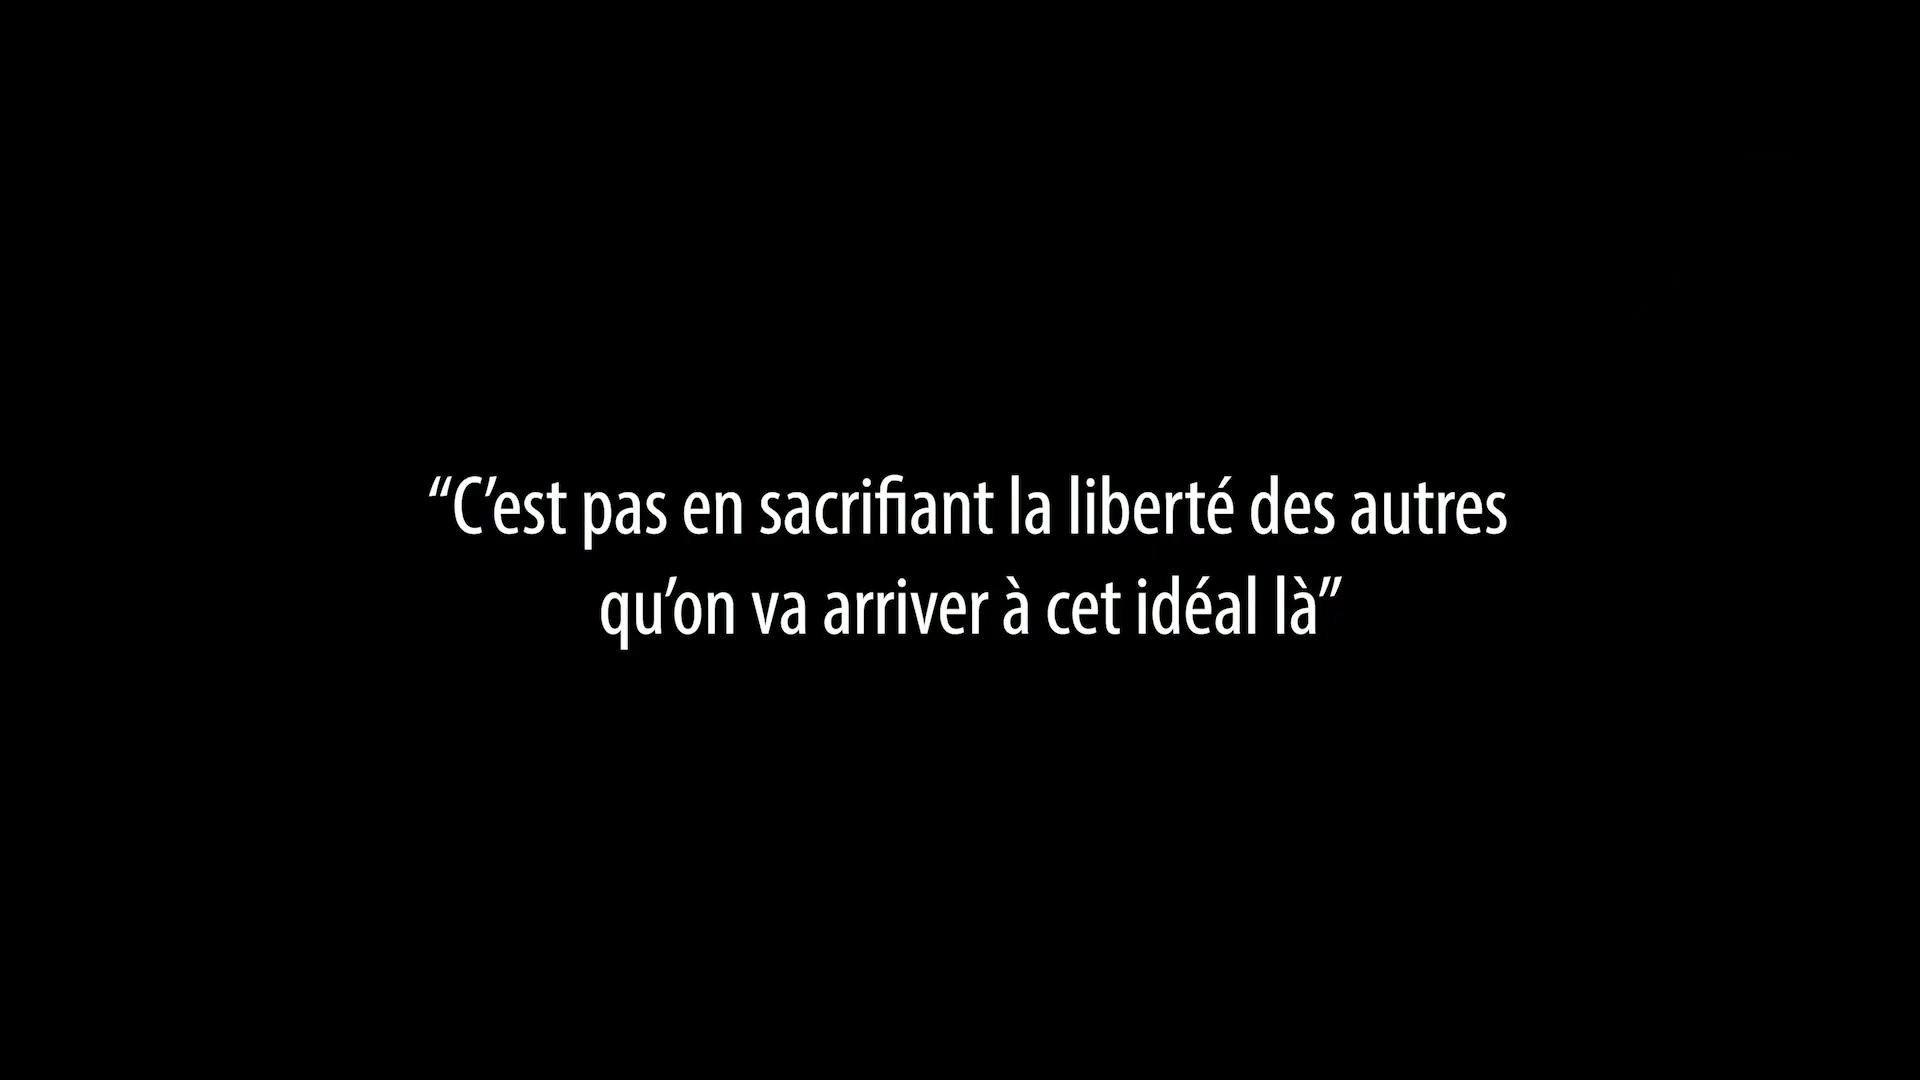 “C’est pas en sacrifiant la liberté des autres
qu’on va arriver à cet idéal là”